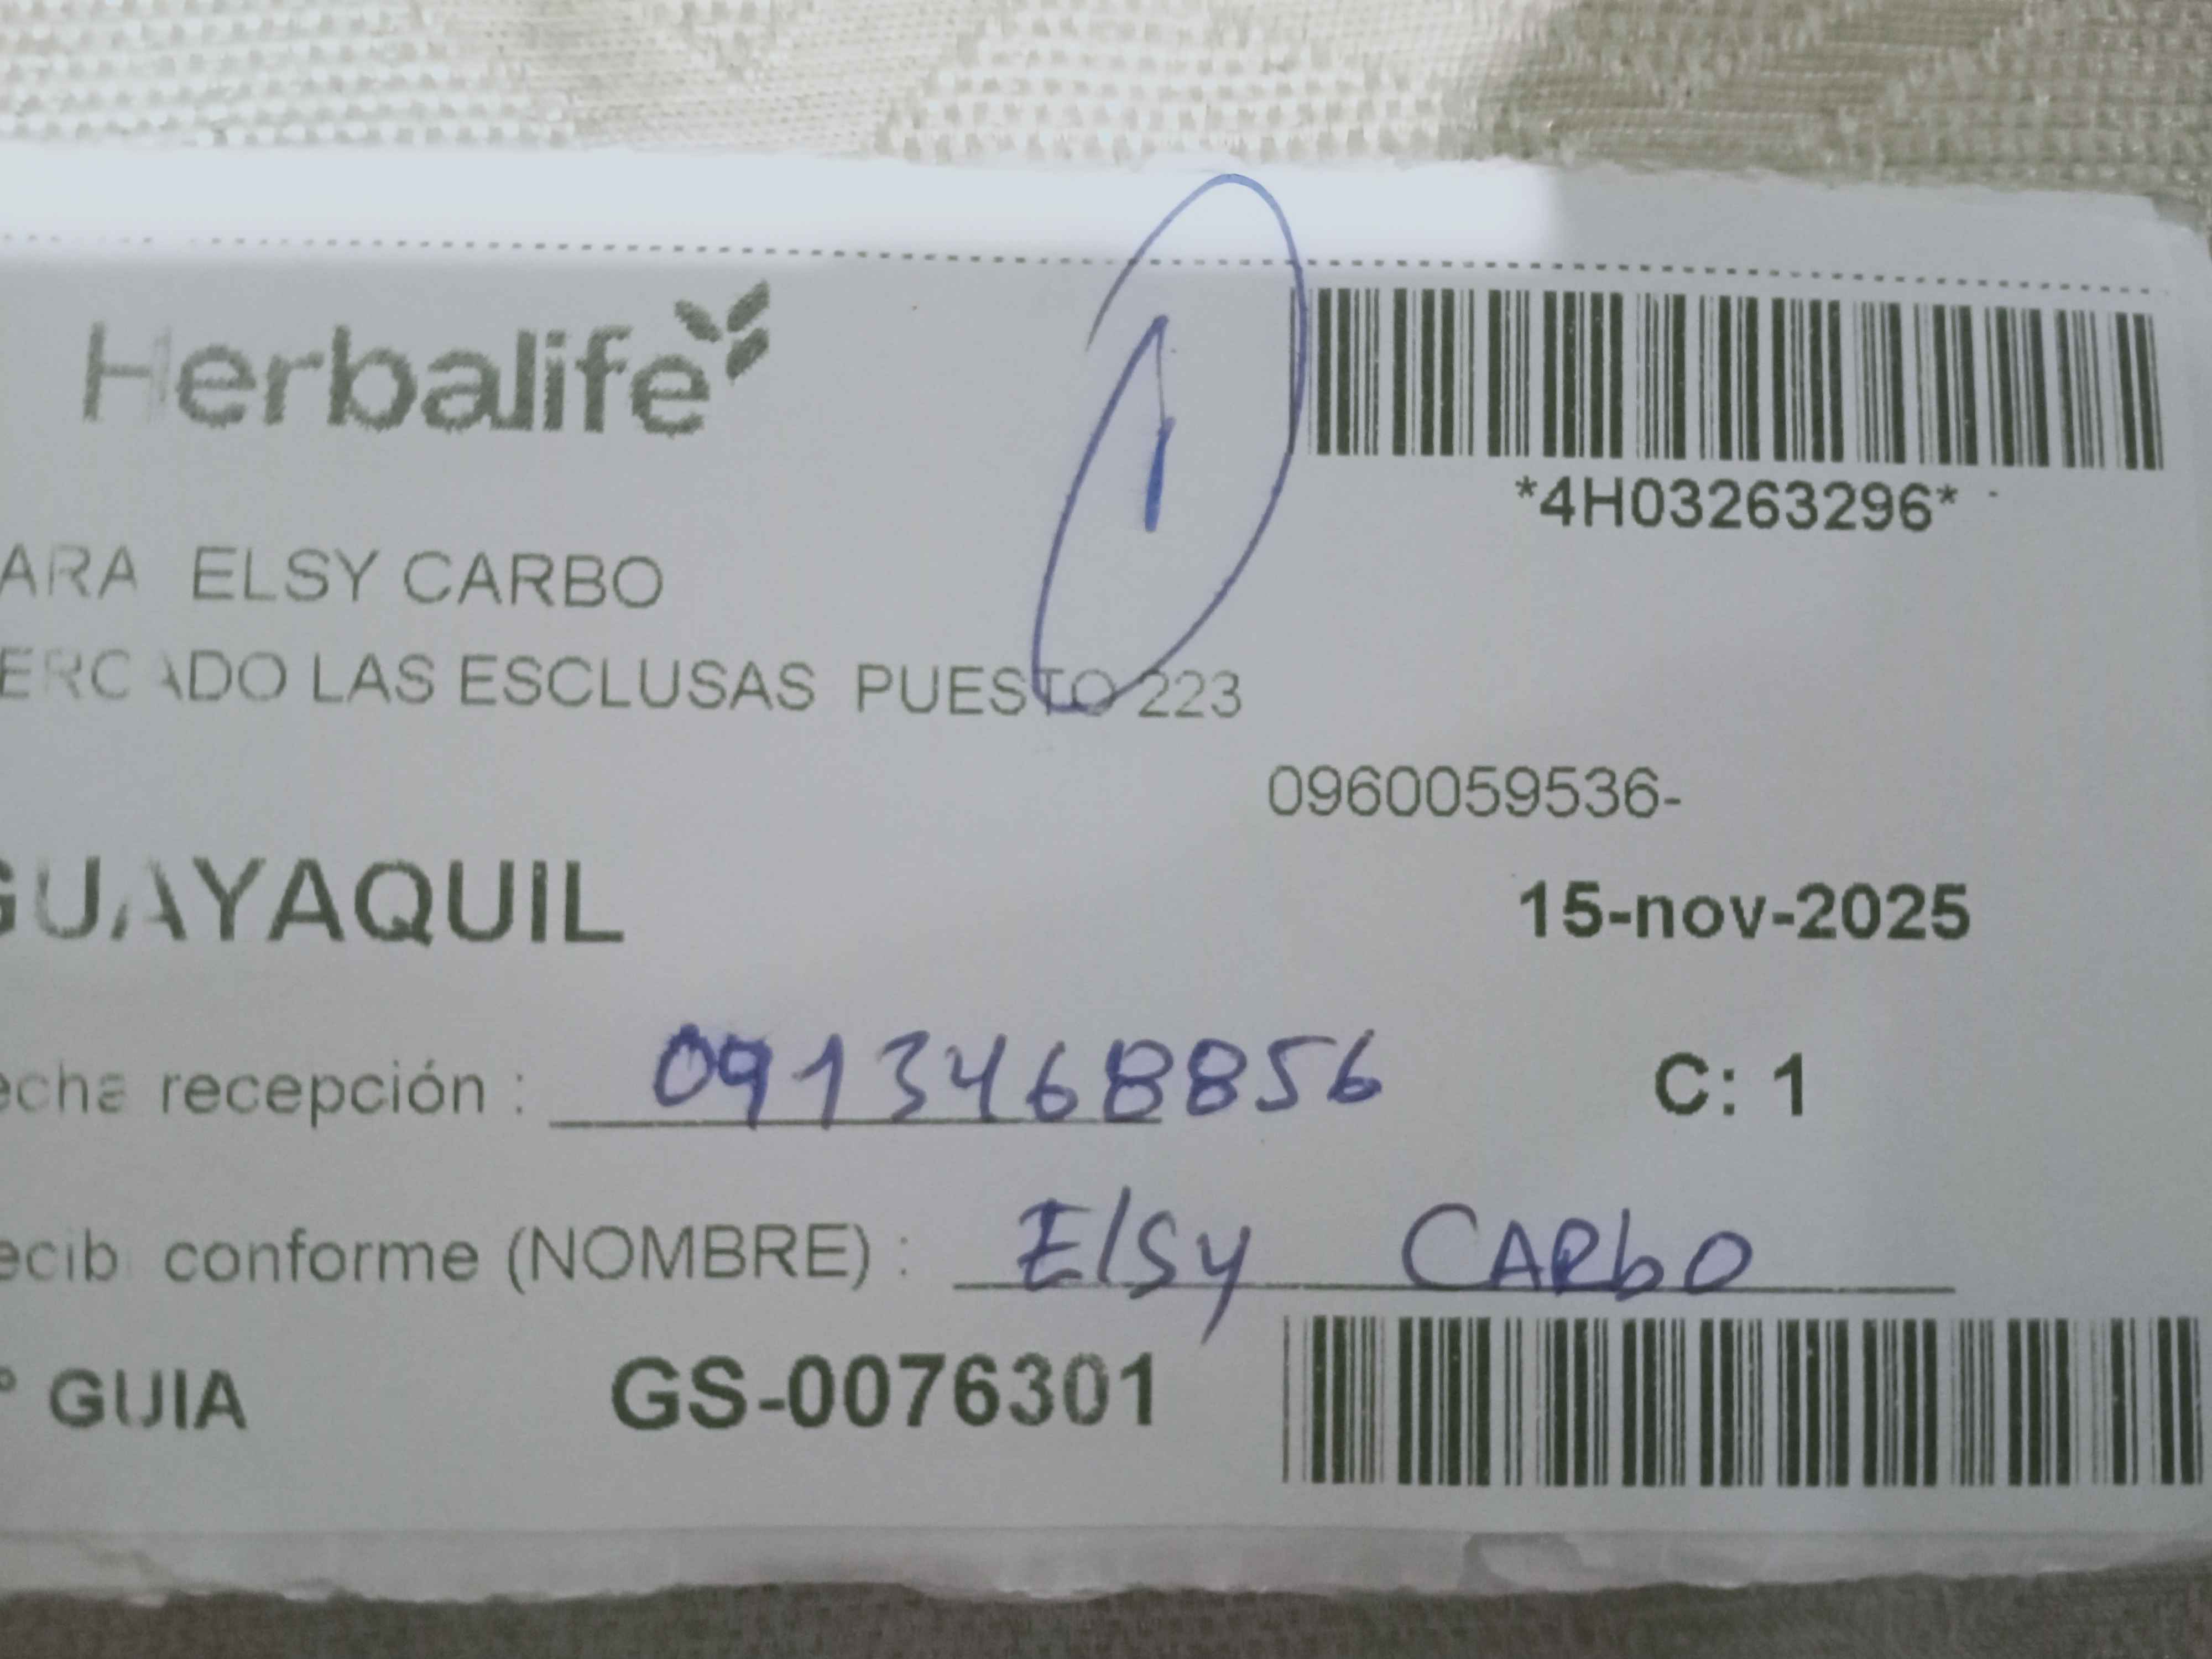 Herbalife
1
*4H03263296*
ARA ELSY CARBO
ERCADO LAS ESCLUSAS PUESTO 223
0960059536-
GUAYAQUIL
15-nov-2025
echa recepción : 0913468856
C: 1
ecib conforme (NOMBRE) : Elsy CARbo
° GUIA GS-0076301